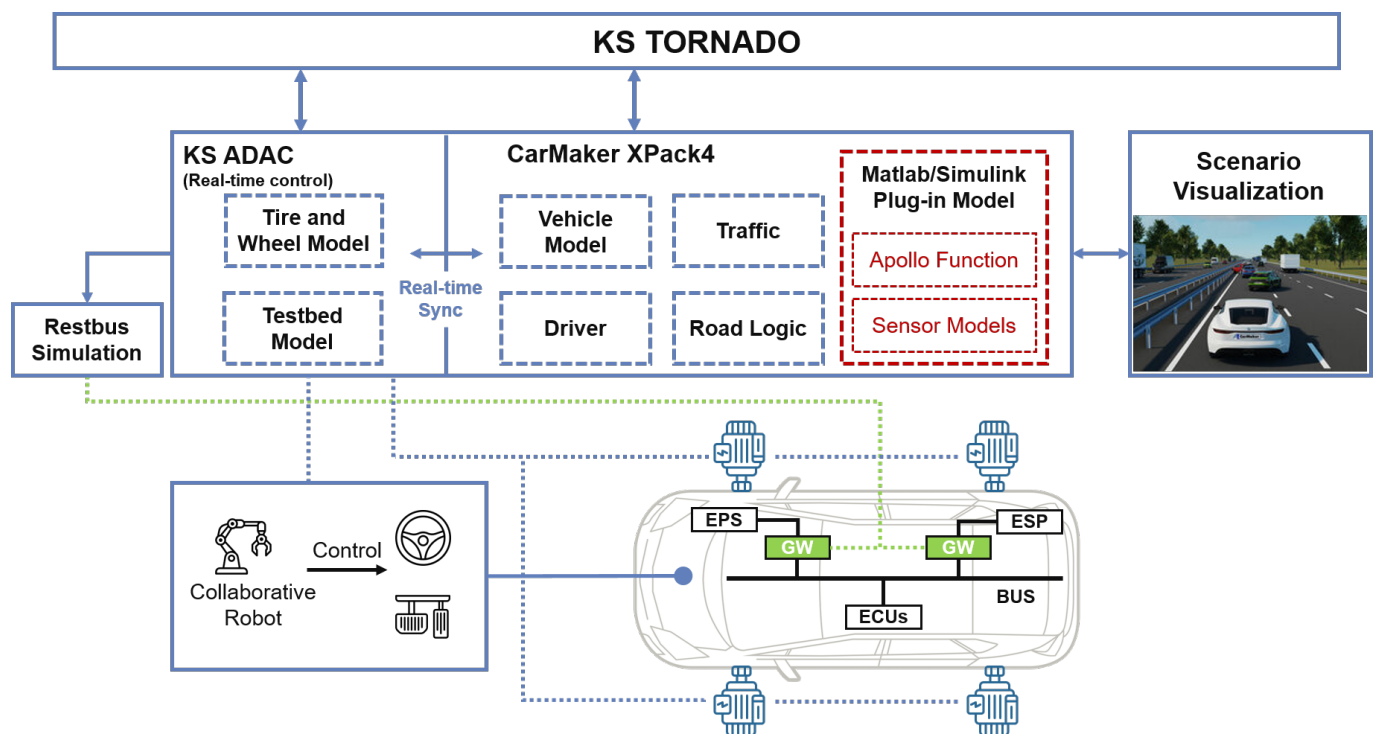 KS TORNADO
KS ADAC
(Real-time control)
Tire and
Wheel Model
Testbed
Model
Real-time
Sync
CarMaker XPack4
Vehicle
Model
Traffic
Driver
Road Logic
Matlab/Simulink
Plug-in Model
Apollo Function
Sensor Models
Scenario
Visualization
Restbus
Simulation
Collaborative
Robot
Control
EPS
GW
GW
ESP
BUS
ECUs